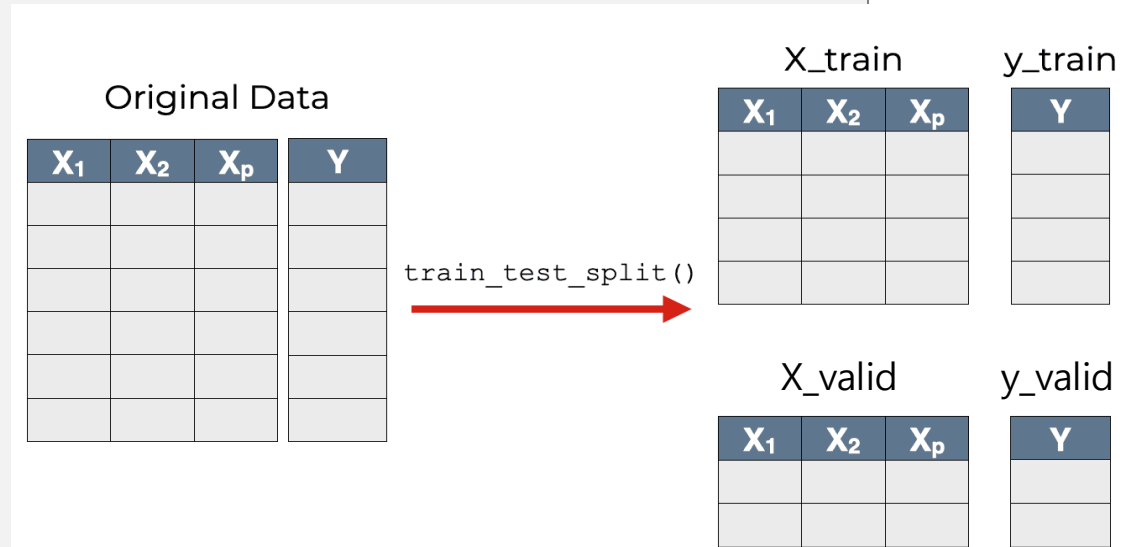 Original Data
X₁ X₂ Xₚ Y
train_test_split()
X_train y_train
X₁ X₂ Xₚ Y
X_valid y_valid
X₁ X₂ Xₚ Y